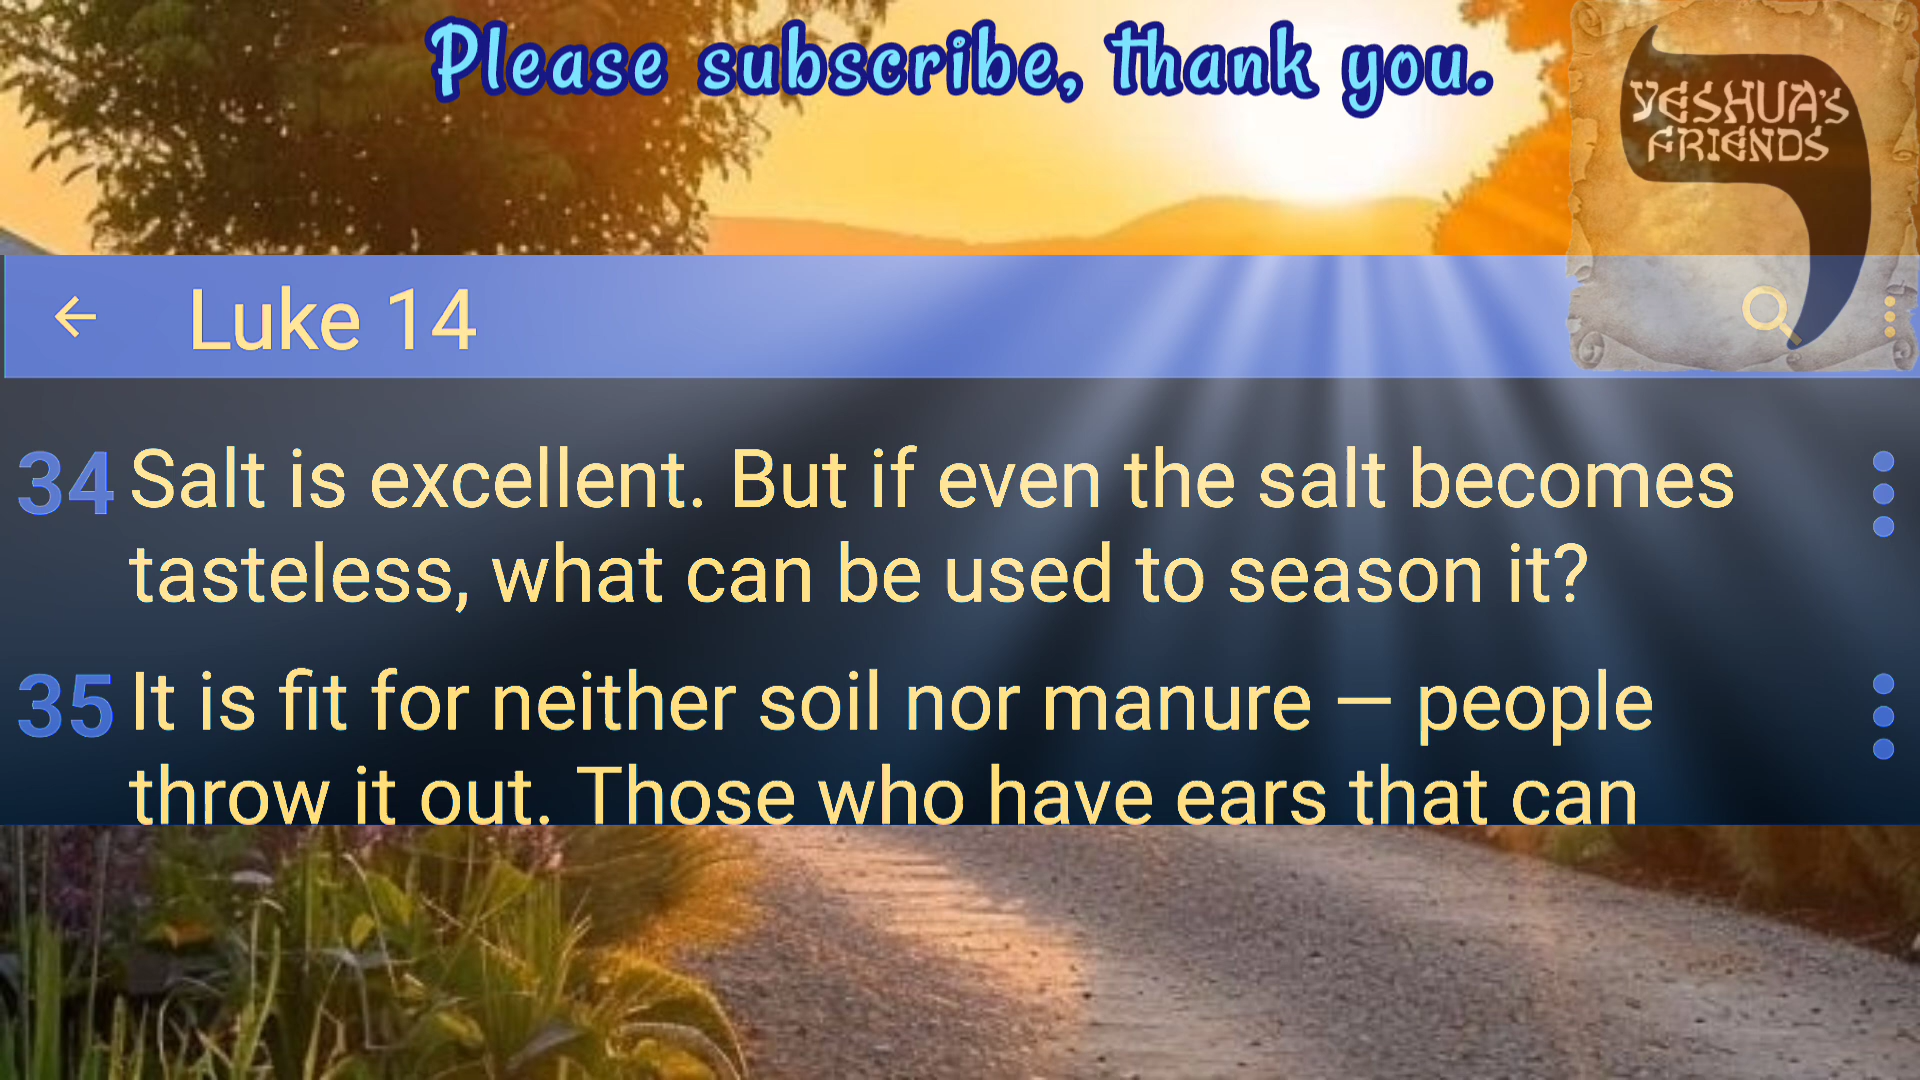 Please subscribe, thank you.
YESHUA'S
FRIENDS
Luke 14
34 Salt is excellent. But if even the salt becomes
tasteless, what can be used to season it?
35 It is fit for neither soil nor manure — people
throw it out. Those who have ears that can